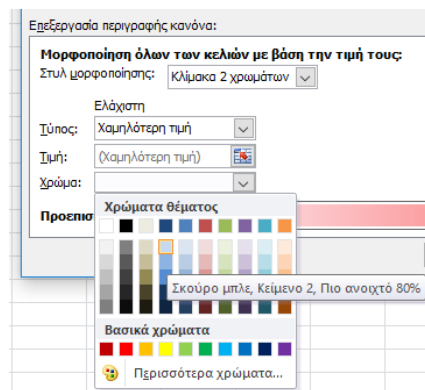 Επεξεργασία περιγραφής κανόνα:
Μορφοποίηση όλων των κελιών με βάση την τιμή τους:
Στυλ μορφοποίησης: Κλίμακα 2 χρωμάτων
Ελάχιστη
Τύπος: Χαμηλότερη τιμή
Τιμή: (Χαμηλότερη τιμή)
Χρώμα:
Χρώματα θέματος
Προεπισ
Σκούρο μπλε, Κείμενο 2, Πιο ανοιχτό 80%
Βασικά χρώματα
Περισσότερα χρώματα...